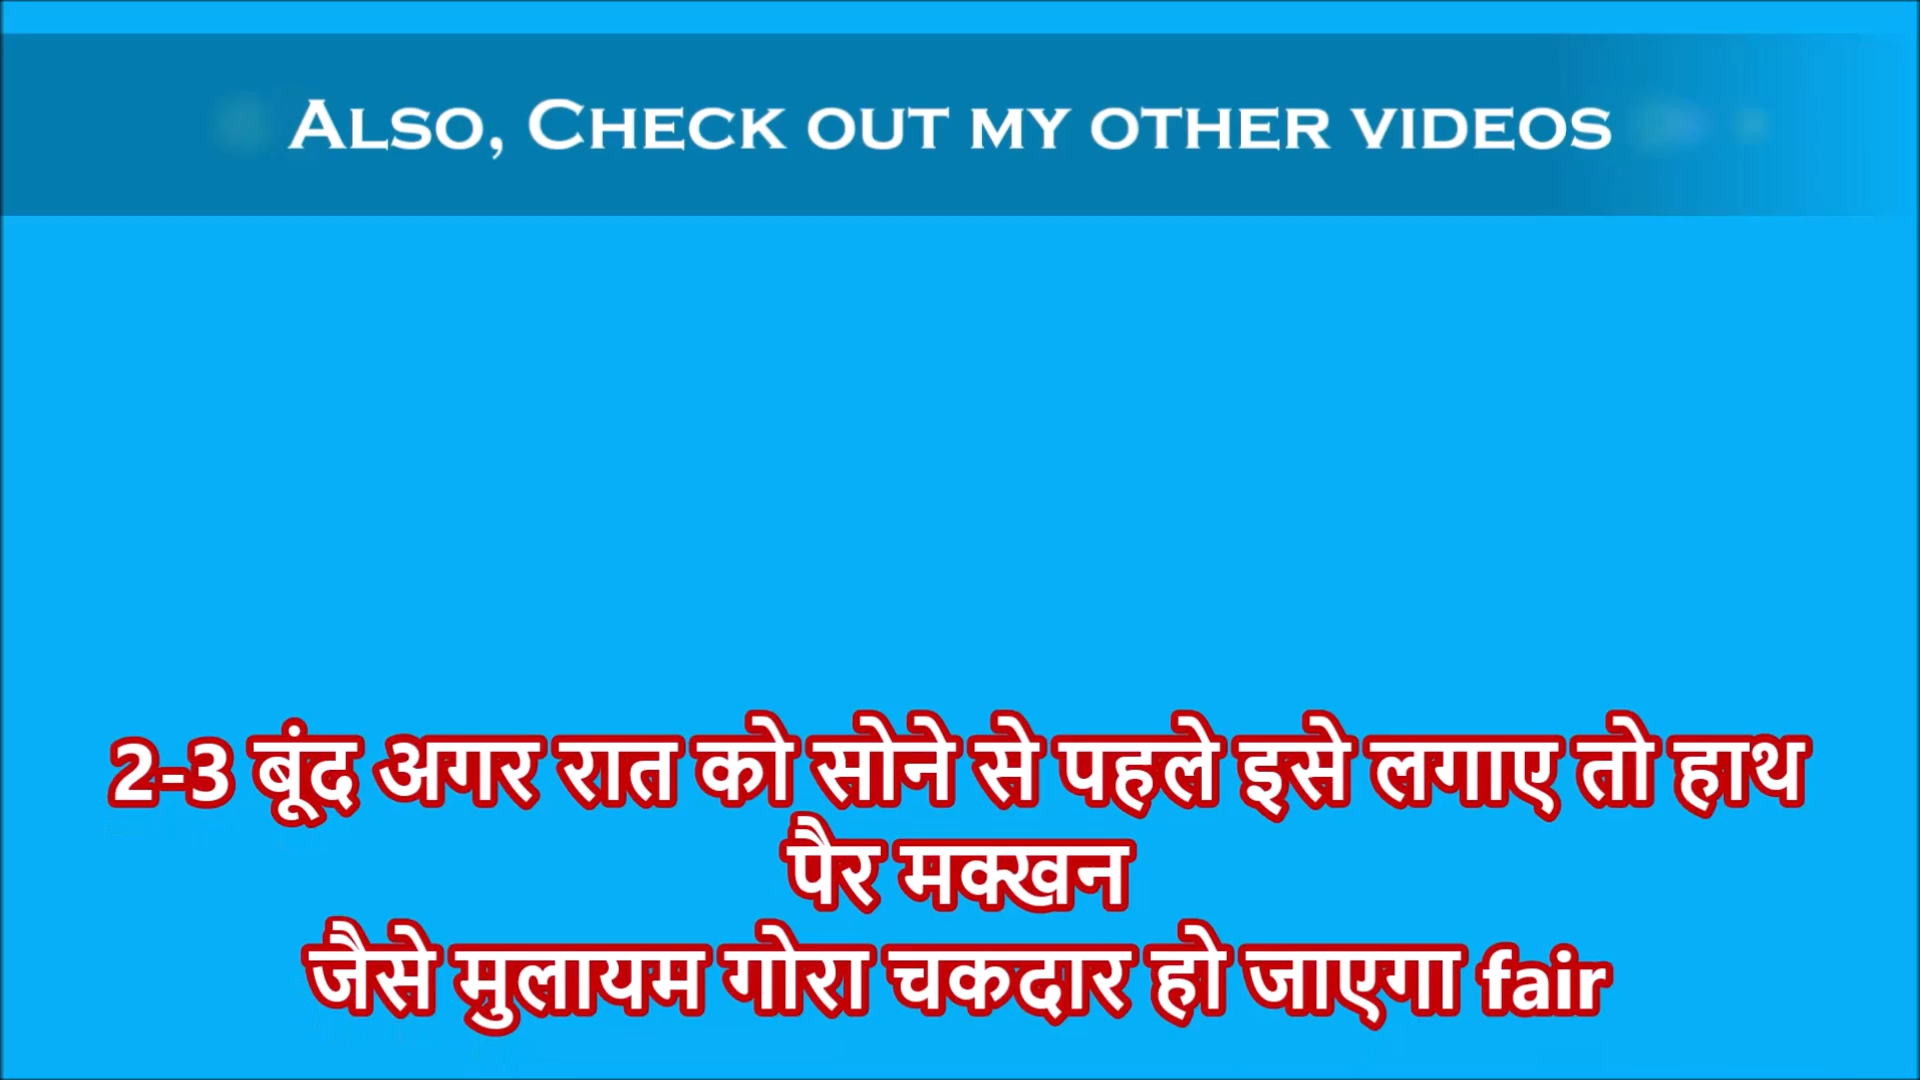 ALSO, CHECK OUT MY OTHER VIDEOS
2-3 बूंद अगर रात को सोने से पहले इसे लगाए तो हाथ
पैर मक्खन
जैसे मुलायम गोरा चकदार हो जाएगा fair